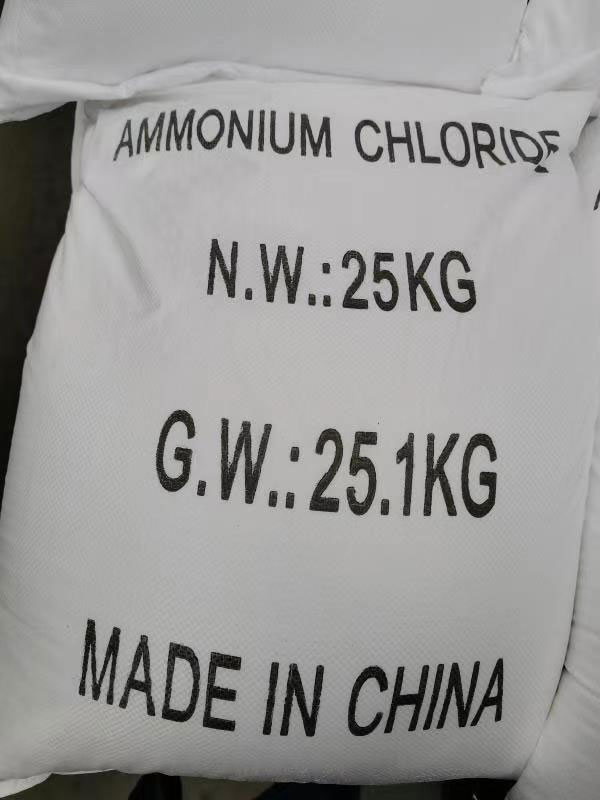 AMMONIUM CHLORIDE
N.W.:25KG
G.W.:25.1KG
MADE IN CHINA